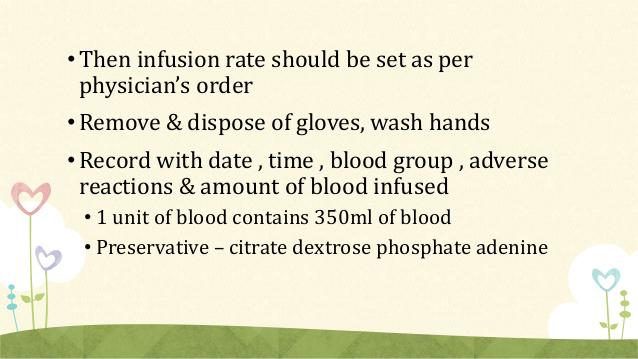 • Then infusion rate should be set as per
physician's order
• Remove & dispose of gloves, wash hands
• Record with date , time , blood group , adverse
reactions & amount of blood infused
• 1 unit of blood contains 350ml of blood
• Preservative – citrate dextrose phosphate adenine